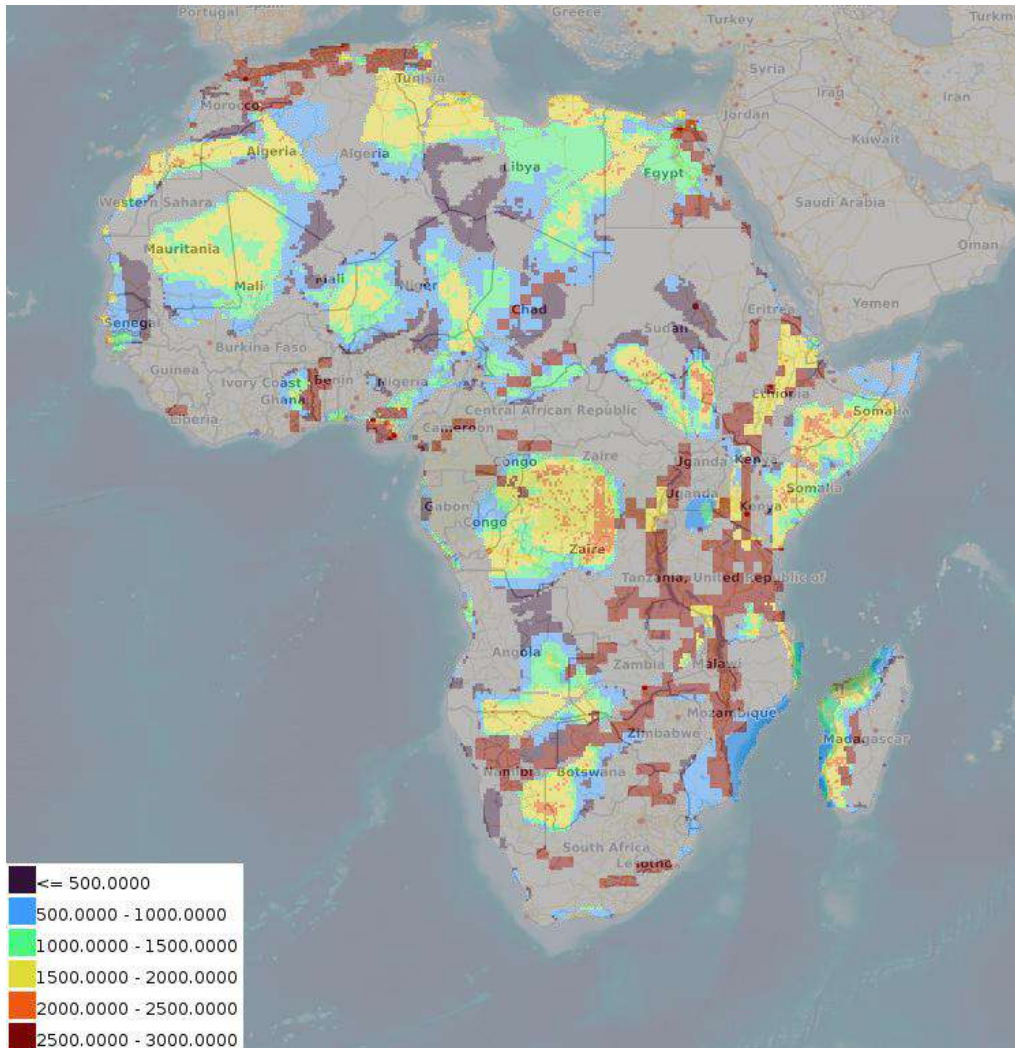 Portugal
Greece
Turkey
Syria
Iraq
Iran
Jordan
Kuwait
Tunisia
Morocco
Algeria
Algeria
Libya
Egypt
Western Sahara
Saudi Arabia
Oman
Mauritania
Mali
Mali
Niger
Chad
Sudan
Eritrea
Yemen
Senegal
Burkina Faso
Guinea
Ivory Coast
Benin
Ghana
Nigeria
Liberia
Ethiopia
Somalia
Central African Republic
Cameroon
Congo
Zaire
Uganda
Kenya
Somalia
Gabon
Uganda
Kenya
Congo
Zaire
Tanzania, United Republic of
Angola
Zambia
Malawi
Mozambique
Zimbabwe
Madagascar
Namibia
Botswana
South Africa
Lesotho
<= 500.0000
500.0000 - 1000.0000
1000.0000 - 1500.0000
1500.0000 - 2000.0000
2000.0000 - 2500.0000
2500.0000 - 3000.0000